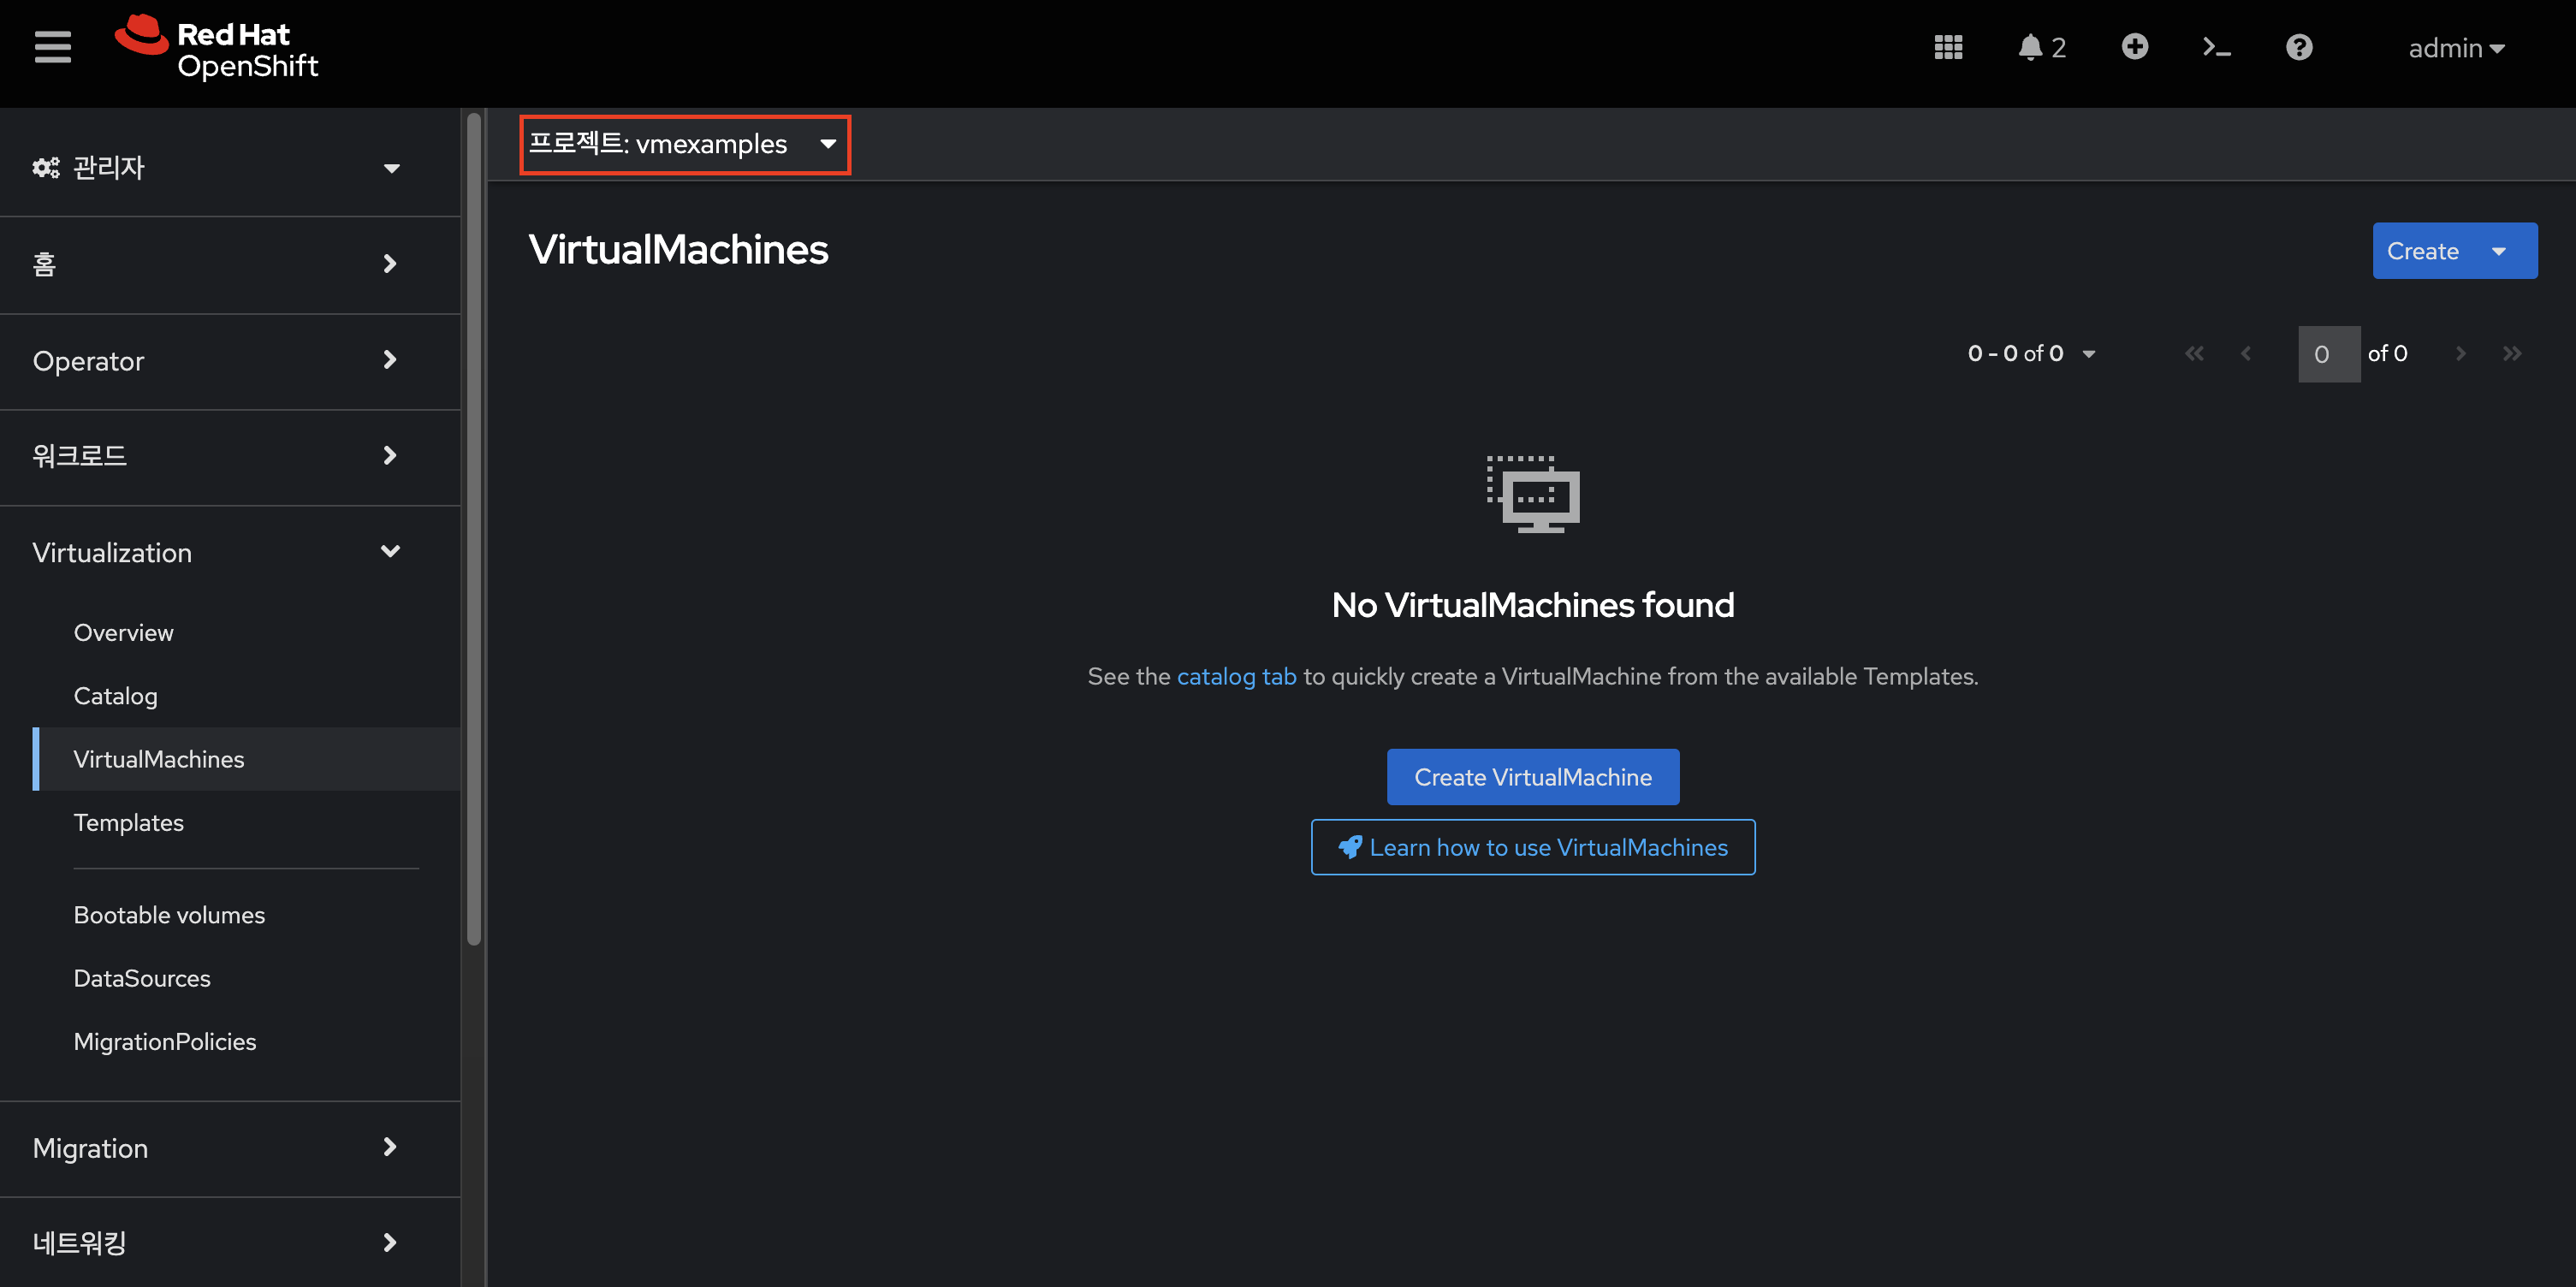 Red Hat
OpenShift
2
admin
관리자
홈
Operator
워크로드
Virtualization
Overview
Catalog
VirtualMachines
Templates
Bootable volumes
DataSources
MigrationPolicies
Migration
네트워킹
프로젝트: vmexamples
VirtualMachines
Create
0 - 0 of 0
0 of 0
No VirtualMachines found
See the catalog tab to quickly create a VirtualMachine from the available Templates.
Create VirtualMachine
Learn how to use VirtualMachines